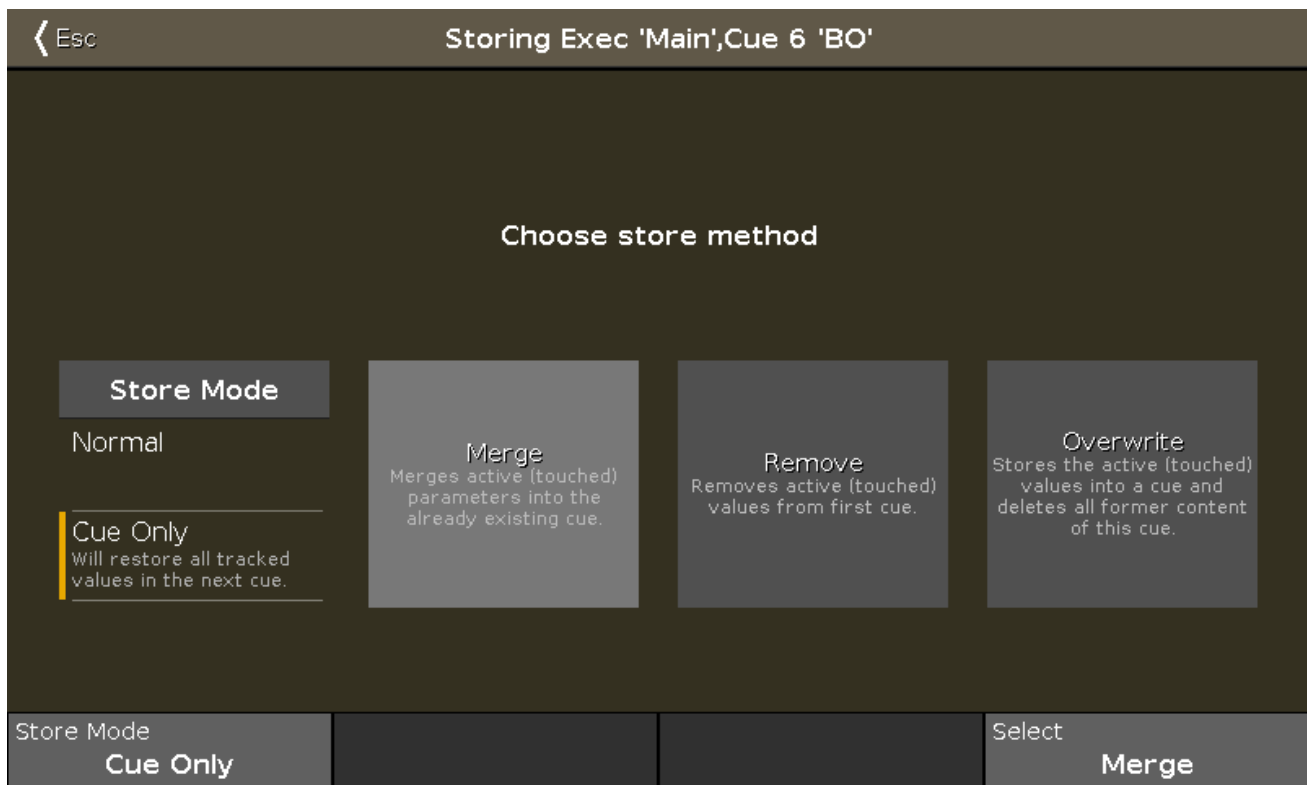 Esc
Storing Exec 'Main',Cue 6 'BO'
Choose store method
Store Mode
Normal
Cue Only
Will restore all tracked
values in the next cue.
Merge
Merges active (touched)
parameters into the
already existing cue.
Remove
Removes active (touched)
values from first cue.
Overwrite
Stores the active (touched)
values into a cue and
deletes all former content
of this cue.
Store Mode
Cue Only
Select
Merge